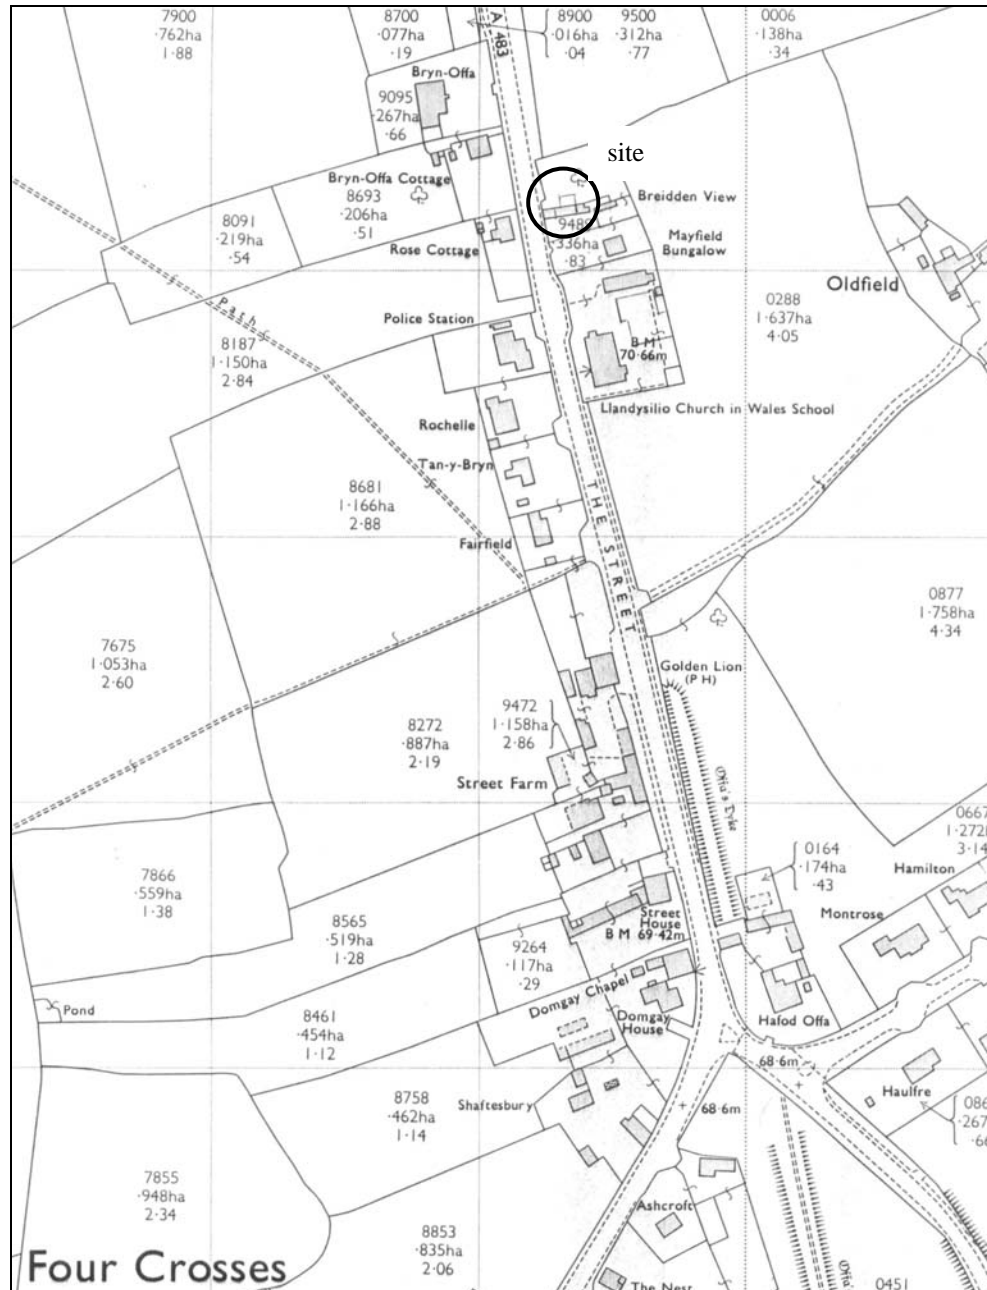 7900
·762ha
1·88
8700
·077ha
·19
A 483
8900
·016ha
·04
9500
·312ha
·77
0006
·138ha
·34
Bryn-Offa
9095
·267ha
·66
site
Bryn-Offa Cottage
8693
·206ha
·51
Breidden View
8091
·219ha
·54
Rose Cottage
·336ha
·83
Mayfield
Bungalow
Oldfield
Path
Police Station
0288
1·637ha
4·05
8187
1·150ha
2·84
B M
70·66m
Rochelle
Llandysilio Church in Wales School
Tan-y-Bryn
8681
1·166ha
2·88
THE STREET
Fairfield
0877
1·758ha
4·34
7675
1·053ha
2·60
Golden Lion
(P H)
9472
1·158ha
2·86
8272
·887ha
2·19
Street Farm
Offa's Dyke
0667
3·14
0164
·174ha
·43
Hamilton
7866
·559ha
1·38
Montrose
8565
·519ha
1·28
Street
House
B M 69·42m
9264
·117ha
·29
Pond
Domgay Chapel
8461
·454ha
1·12
Domgay
House
Hafod Offa
68·6m
Haulfre
8758
·462ha
1·14
Shaftesbury
68·6m
·267
7855
·948ha
2·34
Ashcroft
8853
·835ha
2·06
Four Crosses
The Nest
0451